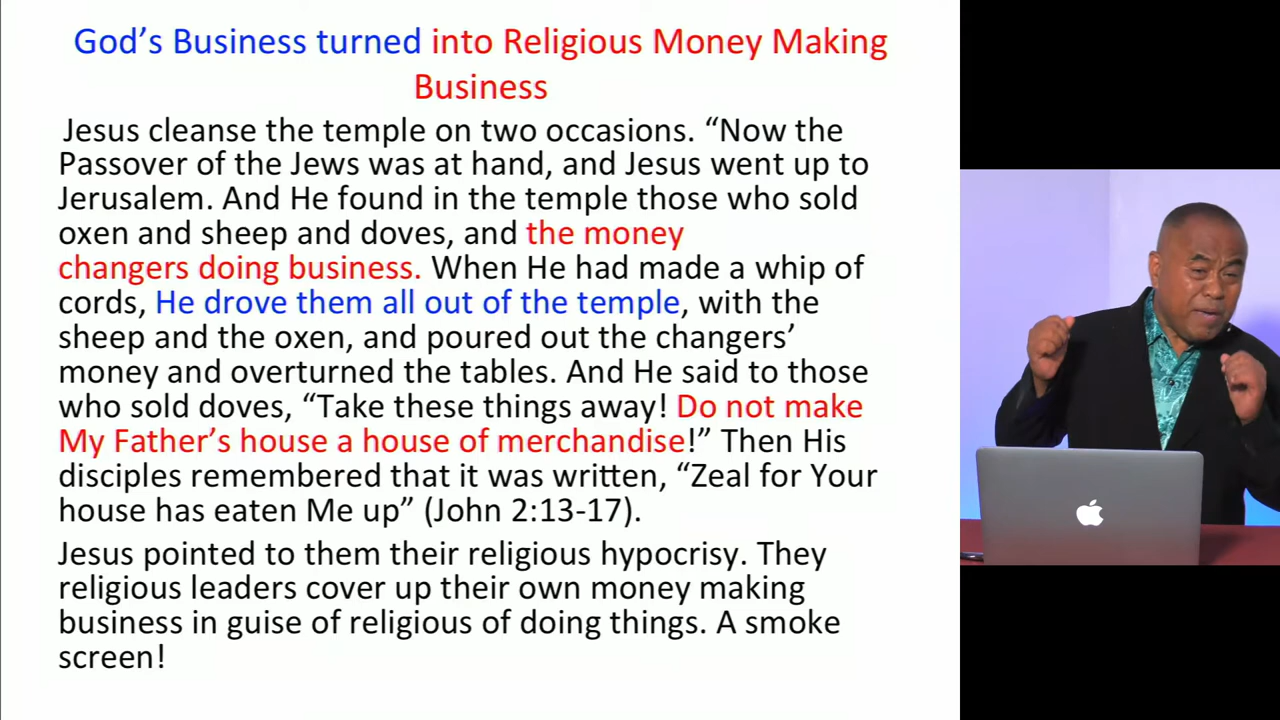 God’s Business turned into Religious Money Making
Business
Jesus cleanse the temple on two occasions. “Now the
Passover of the Jews was at hand, and Jesus went up to
Jerusalem. And He found in the temple those who sold
oxen and sheep and doves, and the money
changers doing business. When He had made a whip of
cords, He drove them all out of the temple, with the
sheep and the oxen, and poured out the changers’
money and overturned the tables. And He said to those
who sold doves, “Take these things away! Do not make
My Father’s house a house of merchandise!” Then His
disciples remembered that it was written, “Zeal for Your
house has eaten Me up” (John 2:13-17).
Jesus pointed to them their religious hypocrisy. They
religious leaders cover up their own money making
business in guise of religious of doing things. A smoke
screen!